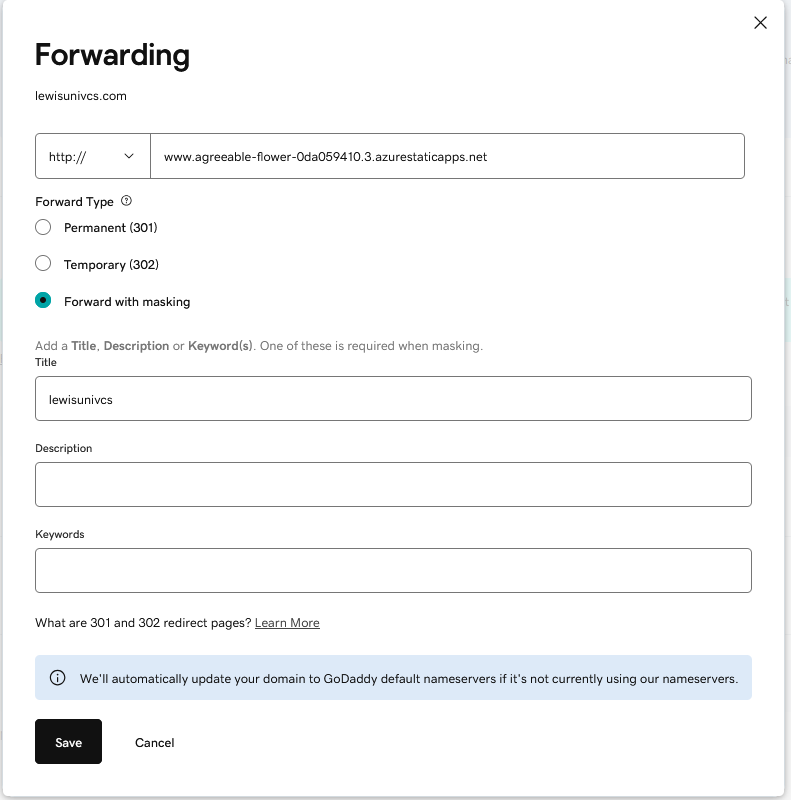 Forwarding
lewisunivcs.com
http://
www.agreeable-flower-0da059410.3.azurestaticapps.net
Forward Type
Permanent (301)
Temporary (302)
Forward with masking
Add a Title, Description or Keyword(s). One of these is required when masking.
Title
lewisunivcs
Description
Keywords
What are 301 and 302 redirect pages? Learn More
We'll automatically update your domain to GoDaddy default nameservers if it's not currently using our nameservers.
Save Cancel